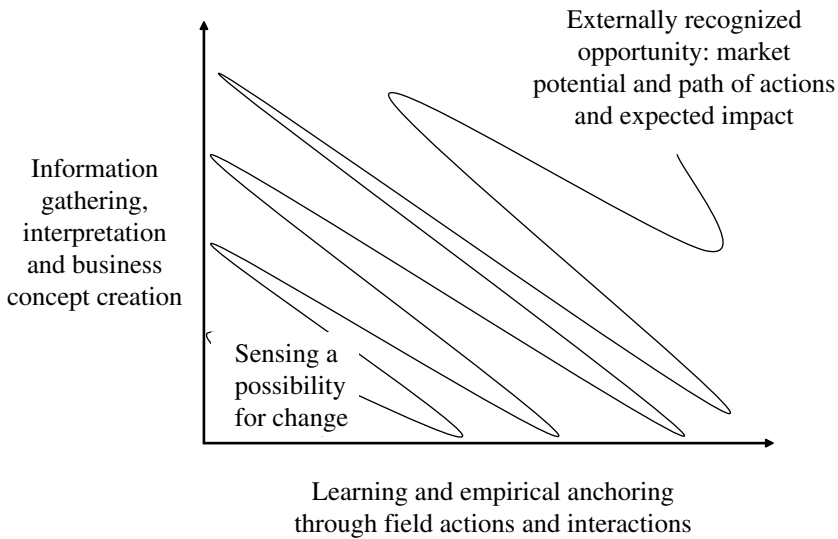 Externally recognized
opportunity: market
potential and path of actions
and expected impact
Information
gathering,
interpretation
and business
concept creation
Sensing a
possibility
for change
Learning and empirical anchoring
through field actions and interactions